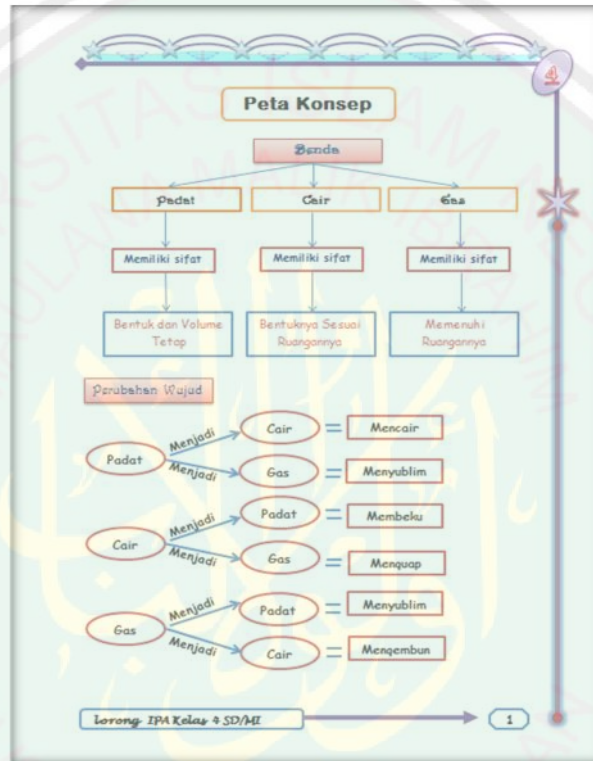 4
Peta Konsep
Benda
Padat Cair Gas
Memiliki sifat Memiliki sifat Memiliki sifat
Bentuk dan Volume
Tetap
Bentuknya Sesuai
Ruangannya
Memenuhi
Ruangannya
Perubahan Wujud
Padat Menjadi Cair = Mencair
Menjadi Gas = Menyublim
Cair Menjadi Padat = Membeku
Menjadi Gas = Menguap
Gas Menjadi Padat = Menyublim
Menjadi Cair = Mengembun
lorong IPA Kelas 4 SD/MI 1